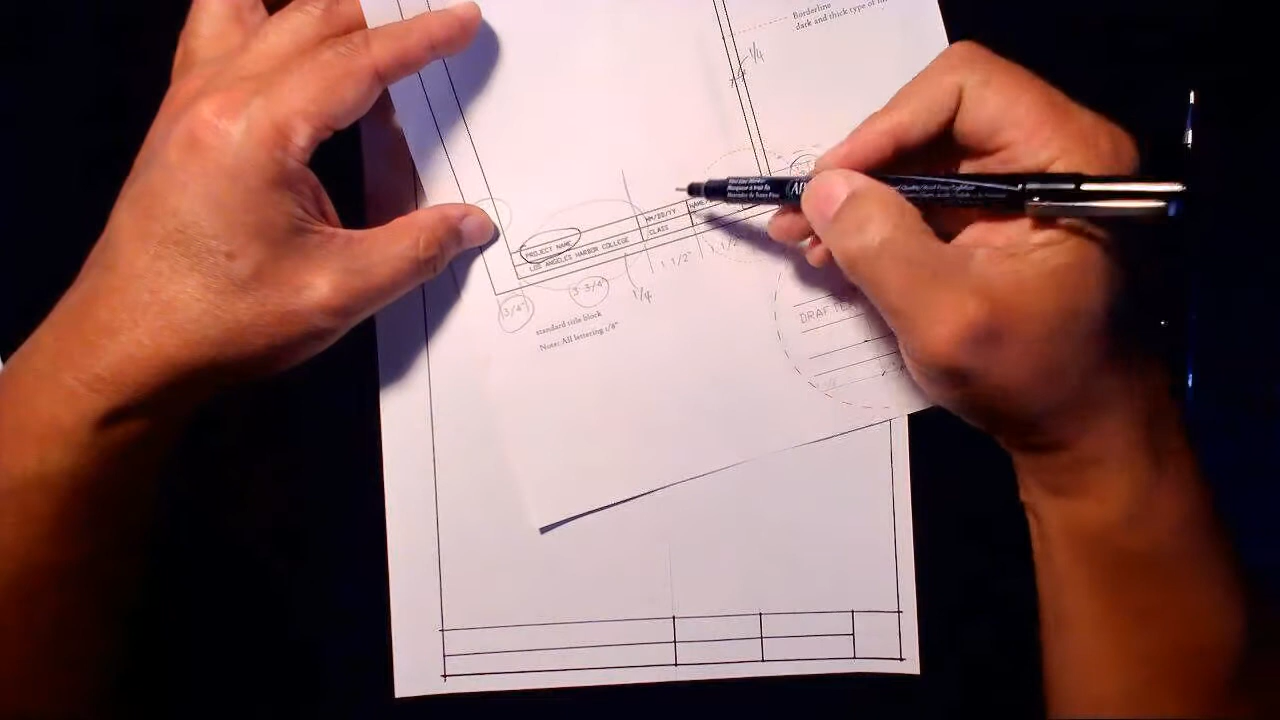 Borderline
dark and thick type of
1/4
PROJECT NAME
MM/DD/YY
NAME
LOS ANGELES HARBOR COLLEGE
CLASS
3/4"
3 3/4"
1/4
1 1/2"
1 1/2"
standard title block
Note: All lettering 1/8"